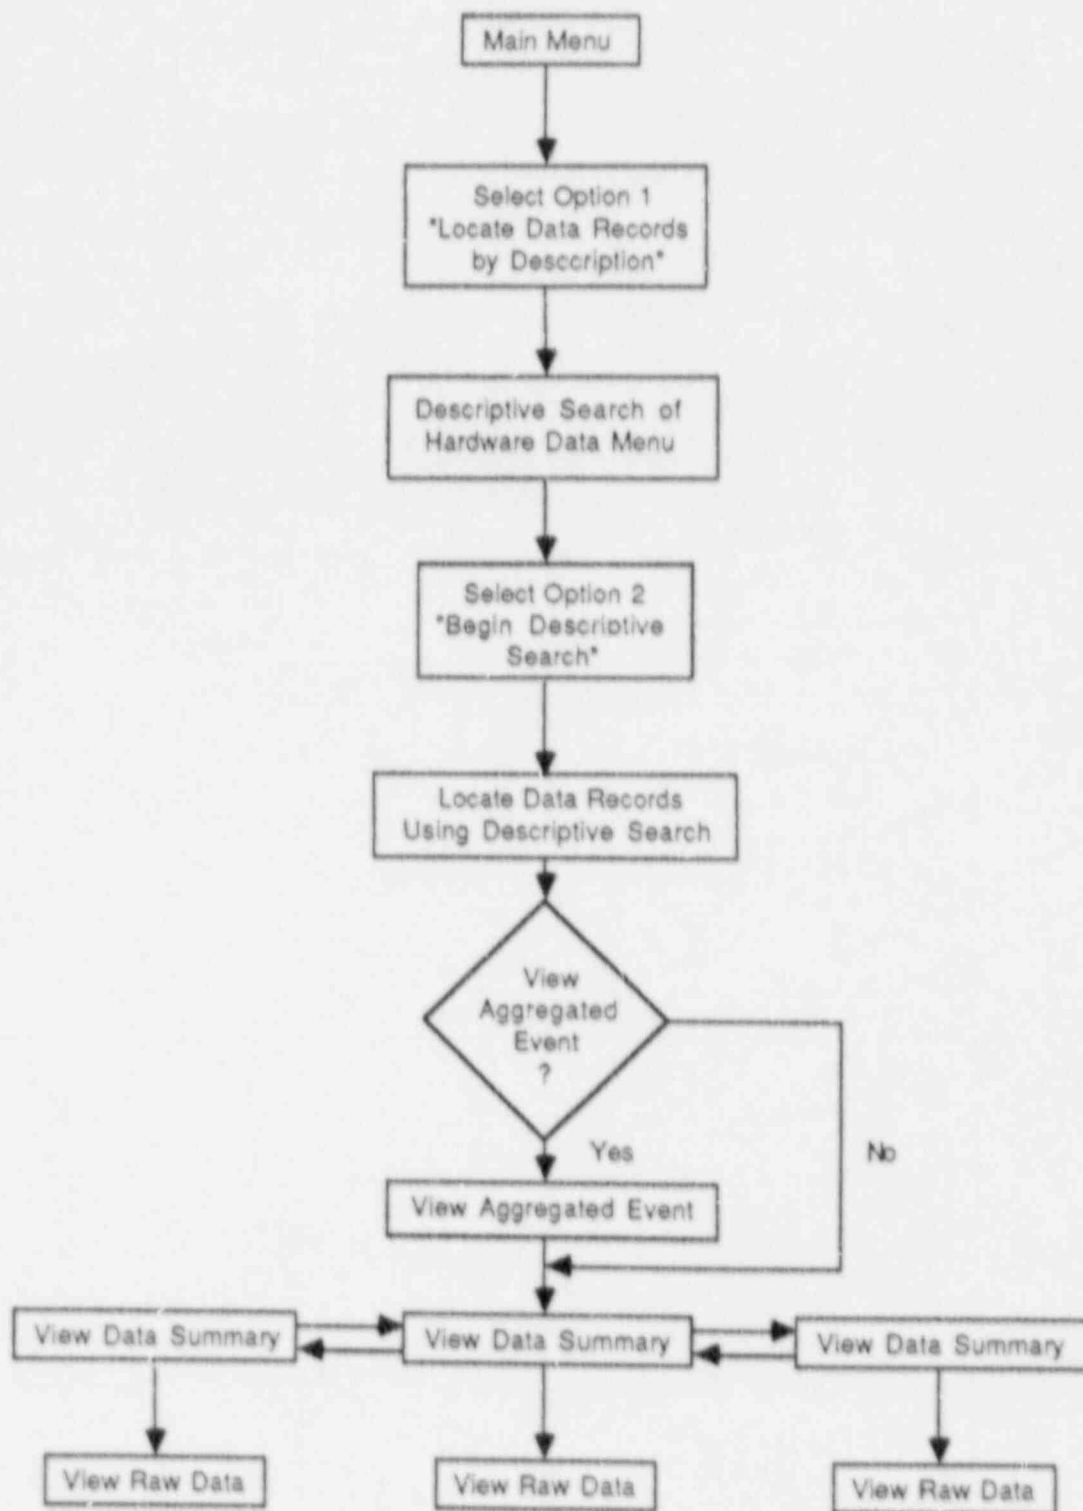 Main Menu
Select Option 1
"Locate Data Records
by Desccription"
Descriptive Search of
Hardware Data Menu
Select Option 2
"Begin Descriptive
Search"
Locate Data Records
Using Descriptive Search
View
Aggregated
Event
?
Yes
No
View Aggregated Event
View Data Summary
View Data Summary
View Data Summary
View Raw Data
View Raw Data
View Raw Data